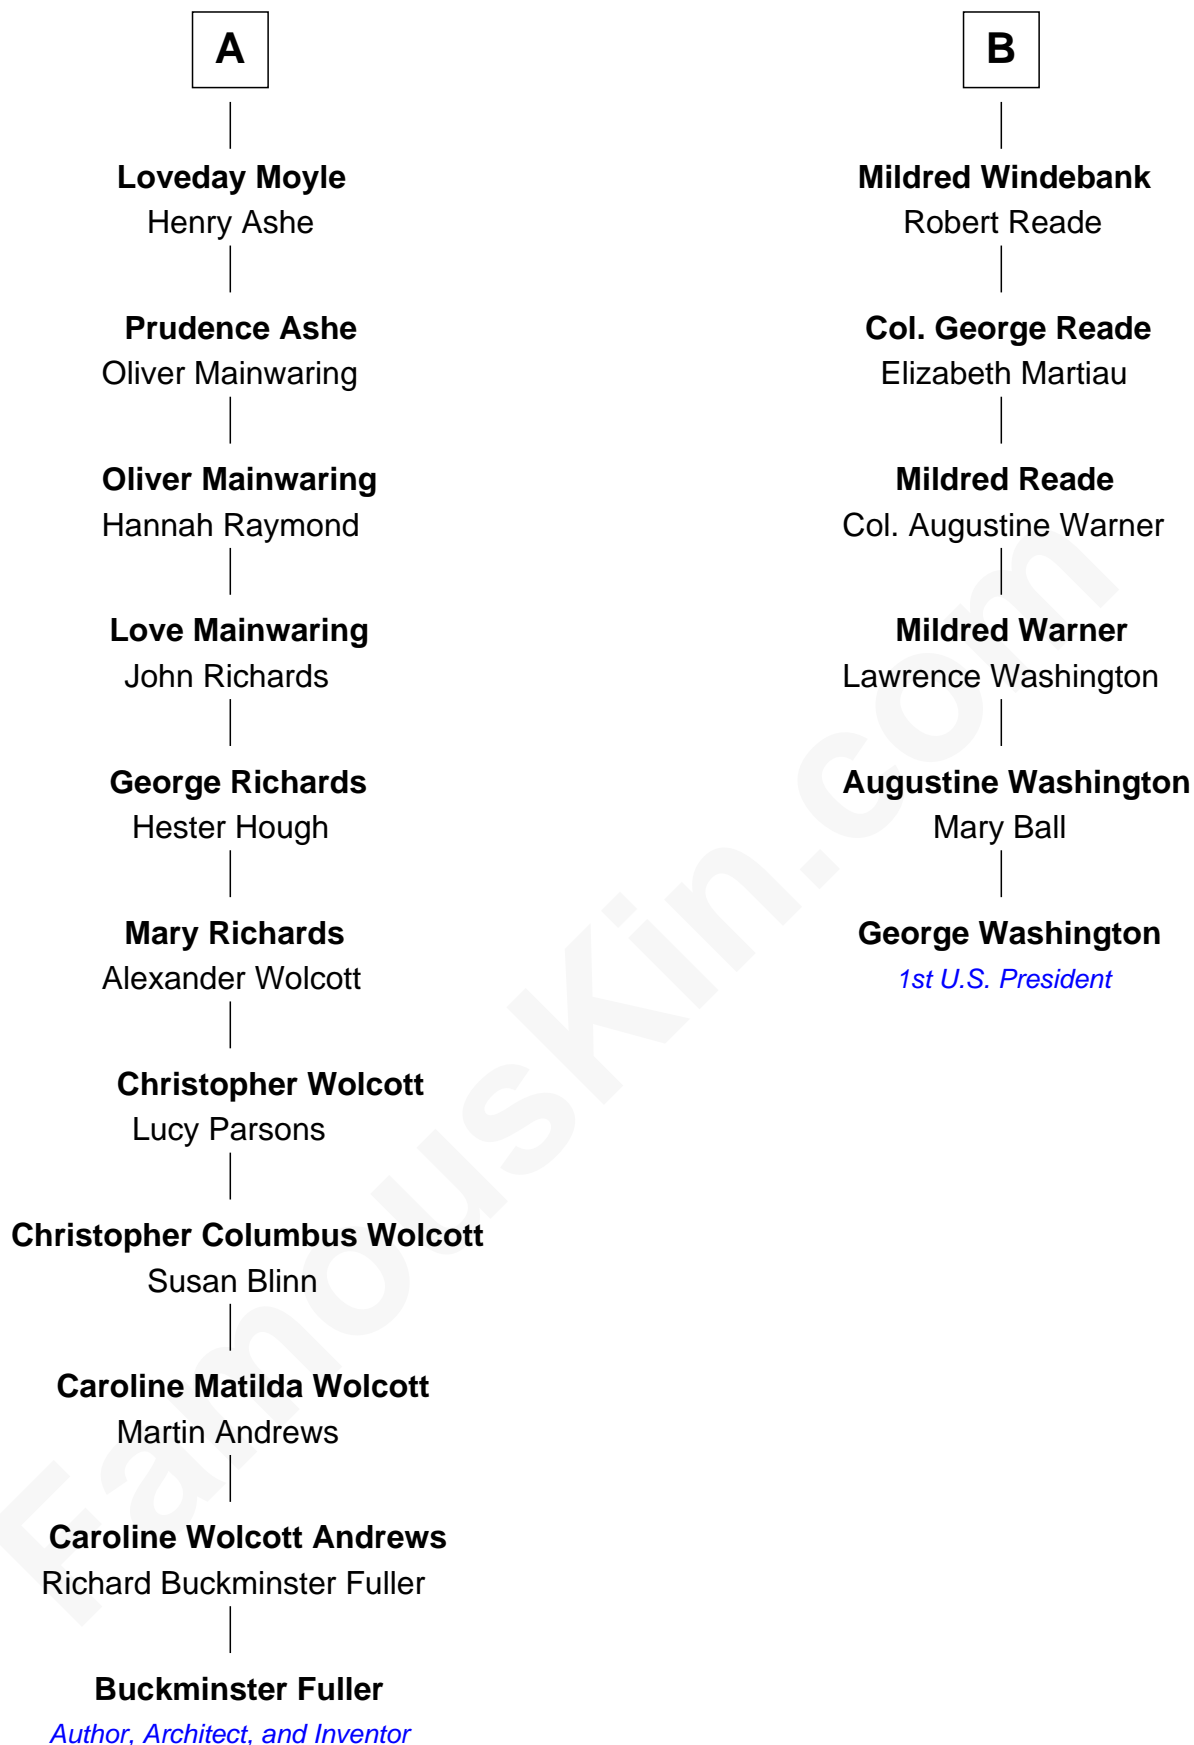 A
Loveday Moyle
Henry Ashe
Prudence Ashe
Oliver Mainwaring
Oliver Mainwaring
Hannah Raymond
Love Mainwaring
John Richards
George Richards
Hester Hough
Mary Richards
Alexander Wolcott
Christopher Wolcott
Lucy Parsons
Christopher Columbus Wolcott
Susan Blinn
Caroline Matilda Wolcott
Martin Andrews
Caroline Wolcott Andrews
Richard Buckminster Fuller
Buckminster Fuller
Author, Architect, and Inventor
B
Mildred Windebank
Robert Reade
Col. George Reade
Elizabeth Martiau
Mildred Reade
Col. Augustine Warner
Mildred Warner
Lawrence Washington
Augustine Washington
Mary Ball
George Washington
1st U.S. President
FamousKin.com